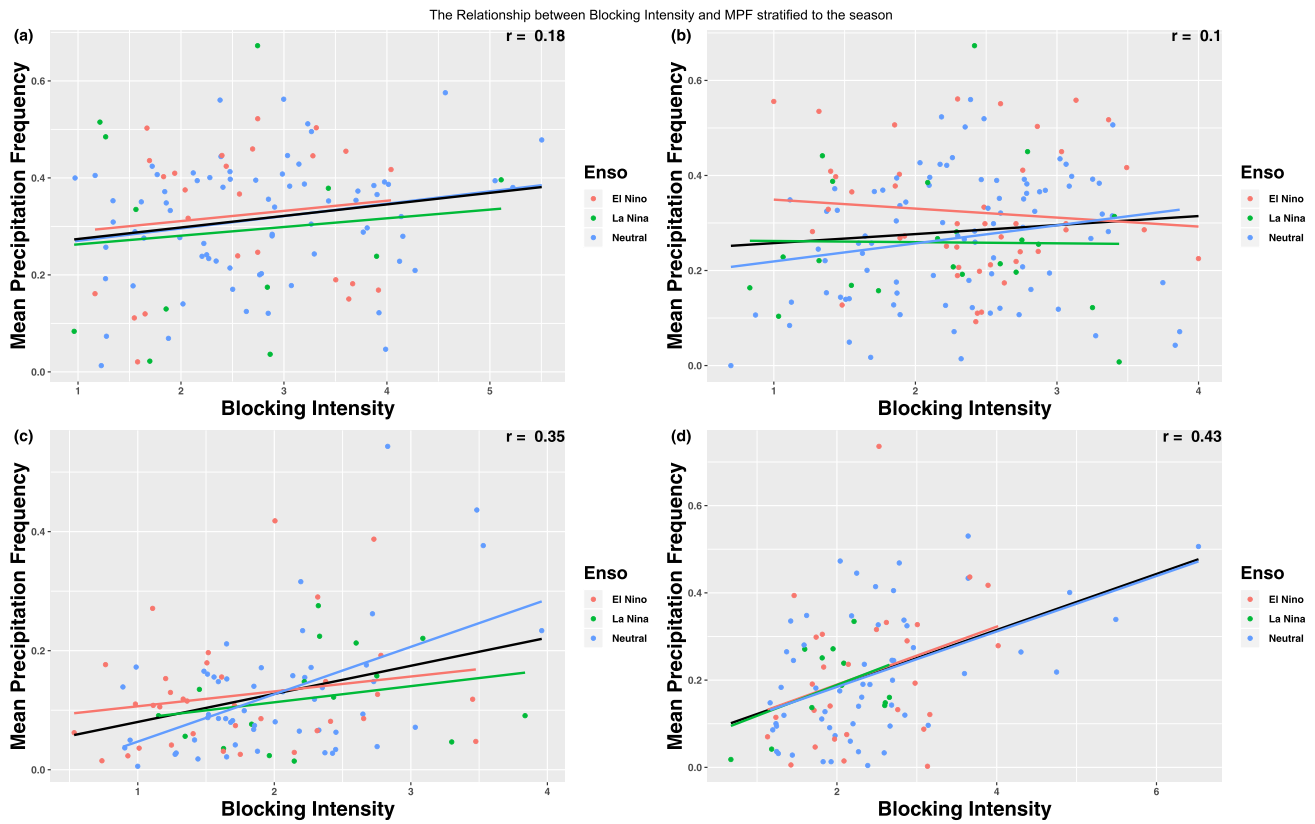 The Relationship between Blocking Intensity and MPF stratified to the season
(a)
r = 0.18
Mean Precipitation Frequency
0.6
0.4
0.2
0.0
1 2 3 4 5
Blocking Intensity
Enso
El Nino
La Nina
Neutral
(b)
r = 0.1
Mean Precipitation Frequency
0.6
0.4
0.2
0.0
1 2 3 4
Blocking Intensity
Enso
El Nino
La Nina
Neutral
(c)
r = 0.35
Mean Precipitation Frequency
0.4
0.2
0.0
1 2 3 4
Blocking Intensity
Enso
El Nino
La Nina
Neutral
(d)
r = 0.43
Mean Precipitation Frequency
0.6
0.4
0.2
0.0
2 4 6
Blocking Intensity
Enso
El Nino
La Nina
Neutral